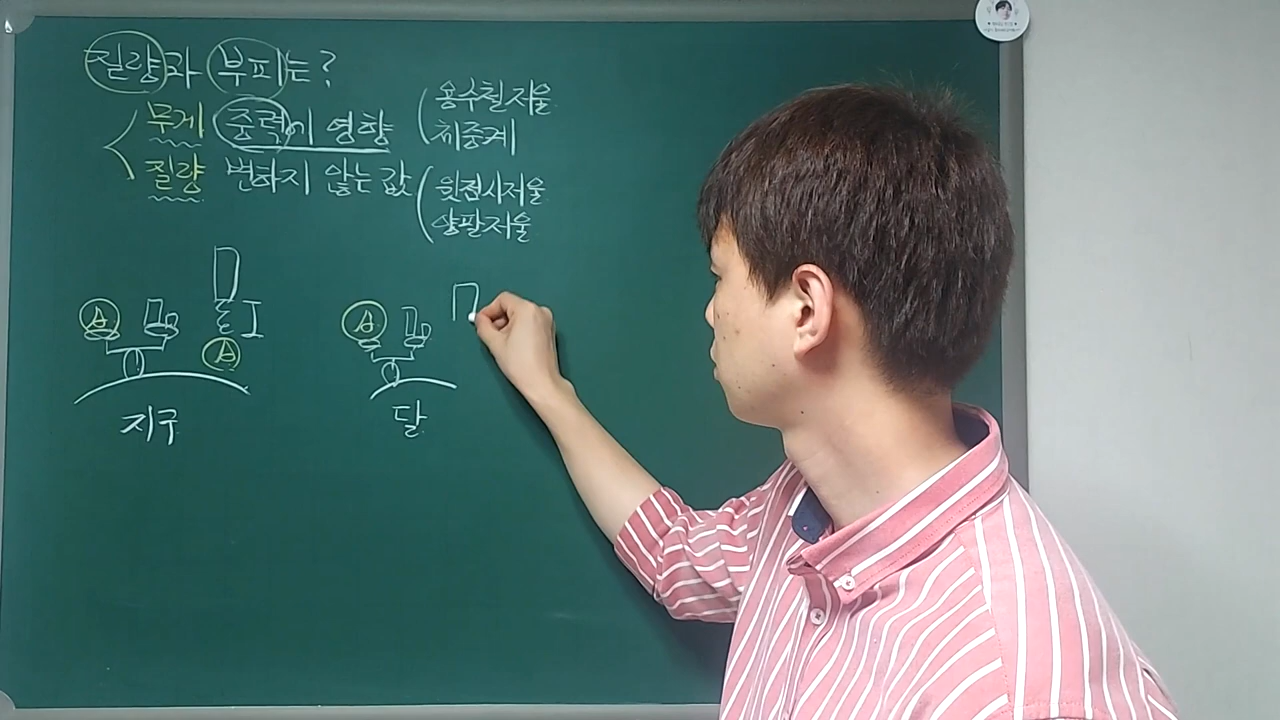 질량과 부피는?
무게 중력에 영향
용수철저울
체중계
질량 변하지 않는 값
윗접시저울
양팔저울
지구
달